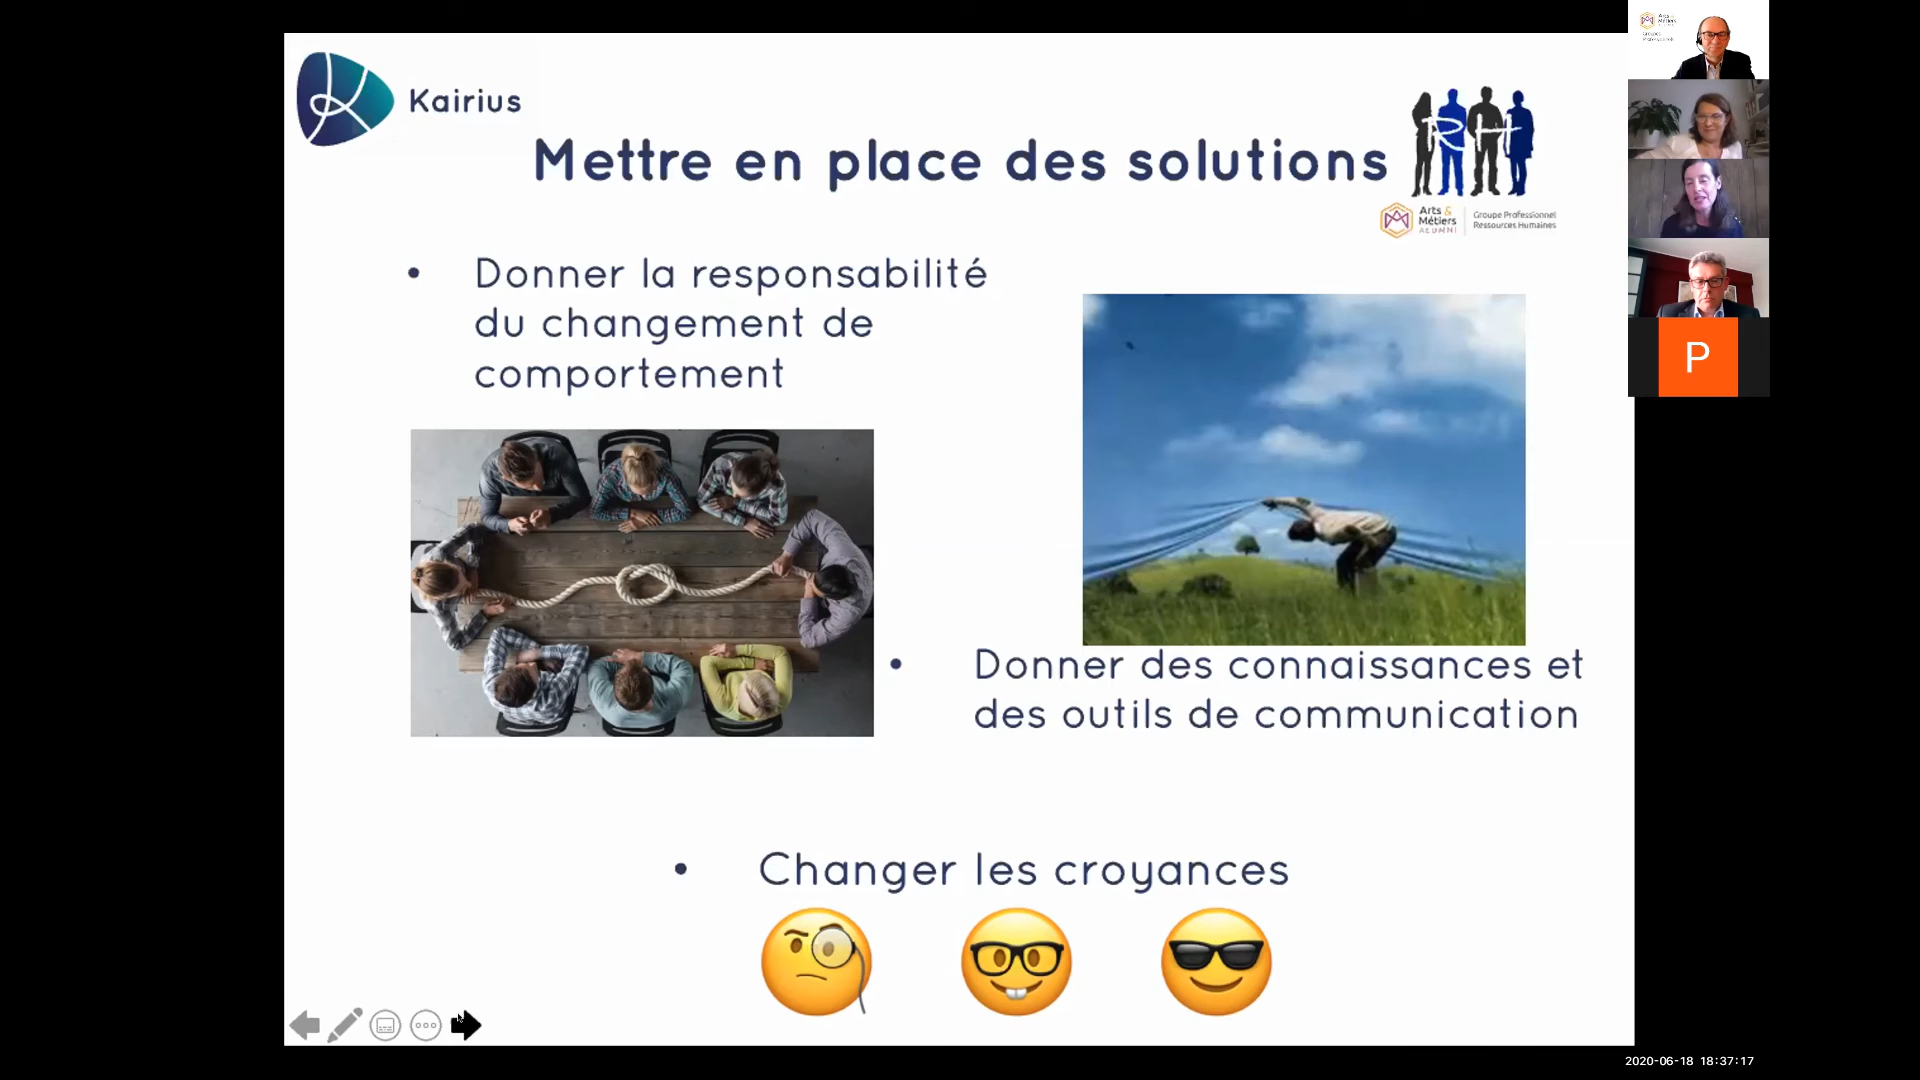 Kairius
Mettre en place des solutions
RH
Arts &
Métiers
ALUMNI
Groupe Professionnel
Ressources Humaines
Donner la responsabilité
du changement de
comportement
Donner des connaissances et
des outils de communication
Changer les croyances
P
2020-06-18 18:37:17